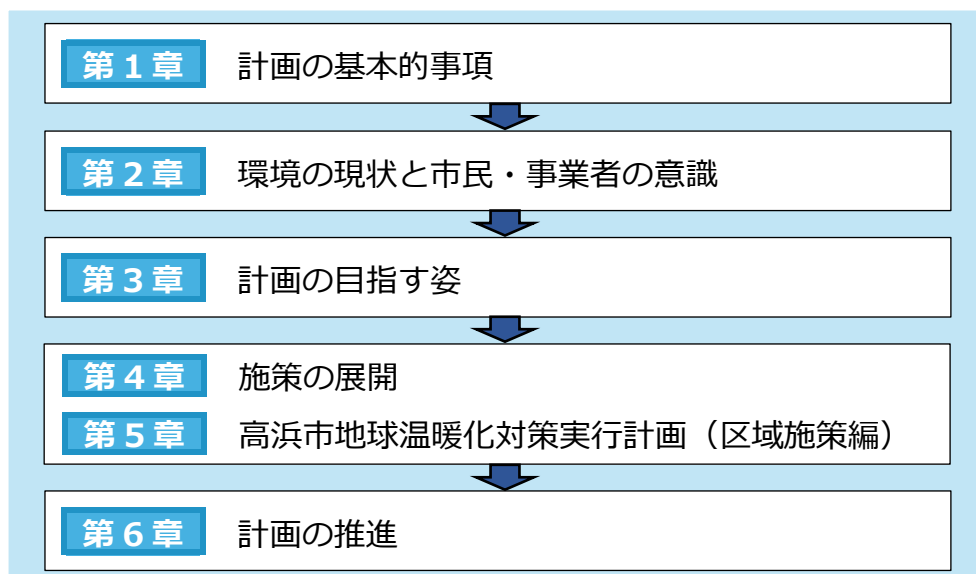 第1章 計画の基本的事項
第2章 環境の現状と市民・事業者の意識
第3章 計画の目指す姿
第4章 施策の展開
第5章 高浜市地球温暖化対策実行計画（区域施策編）
第6章 計画の推進